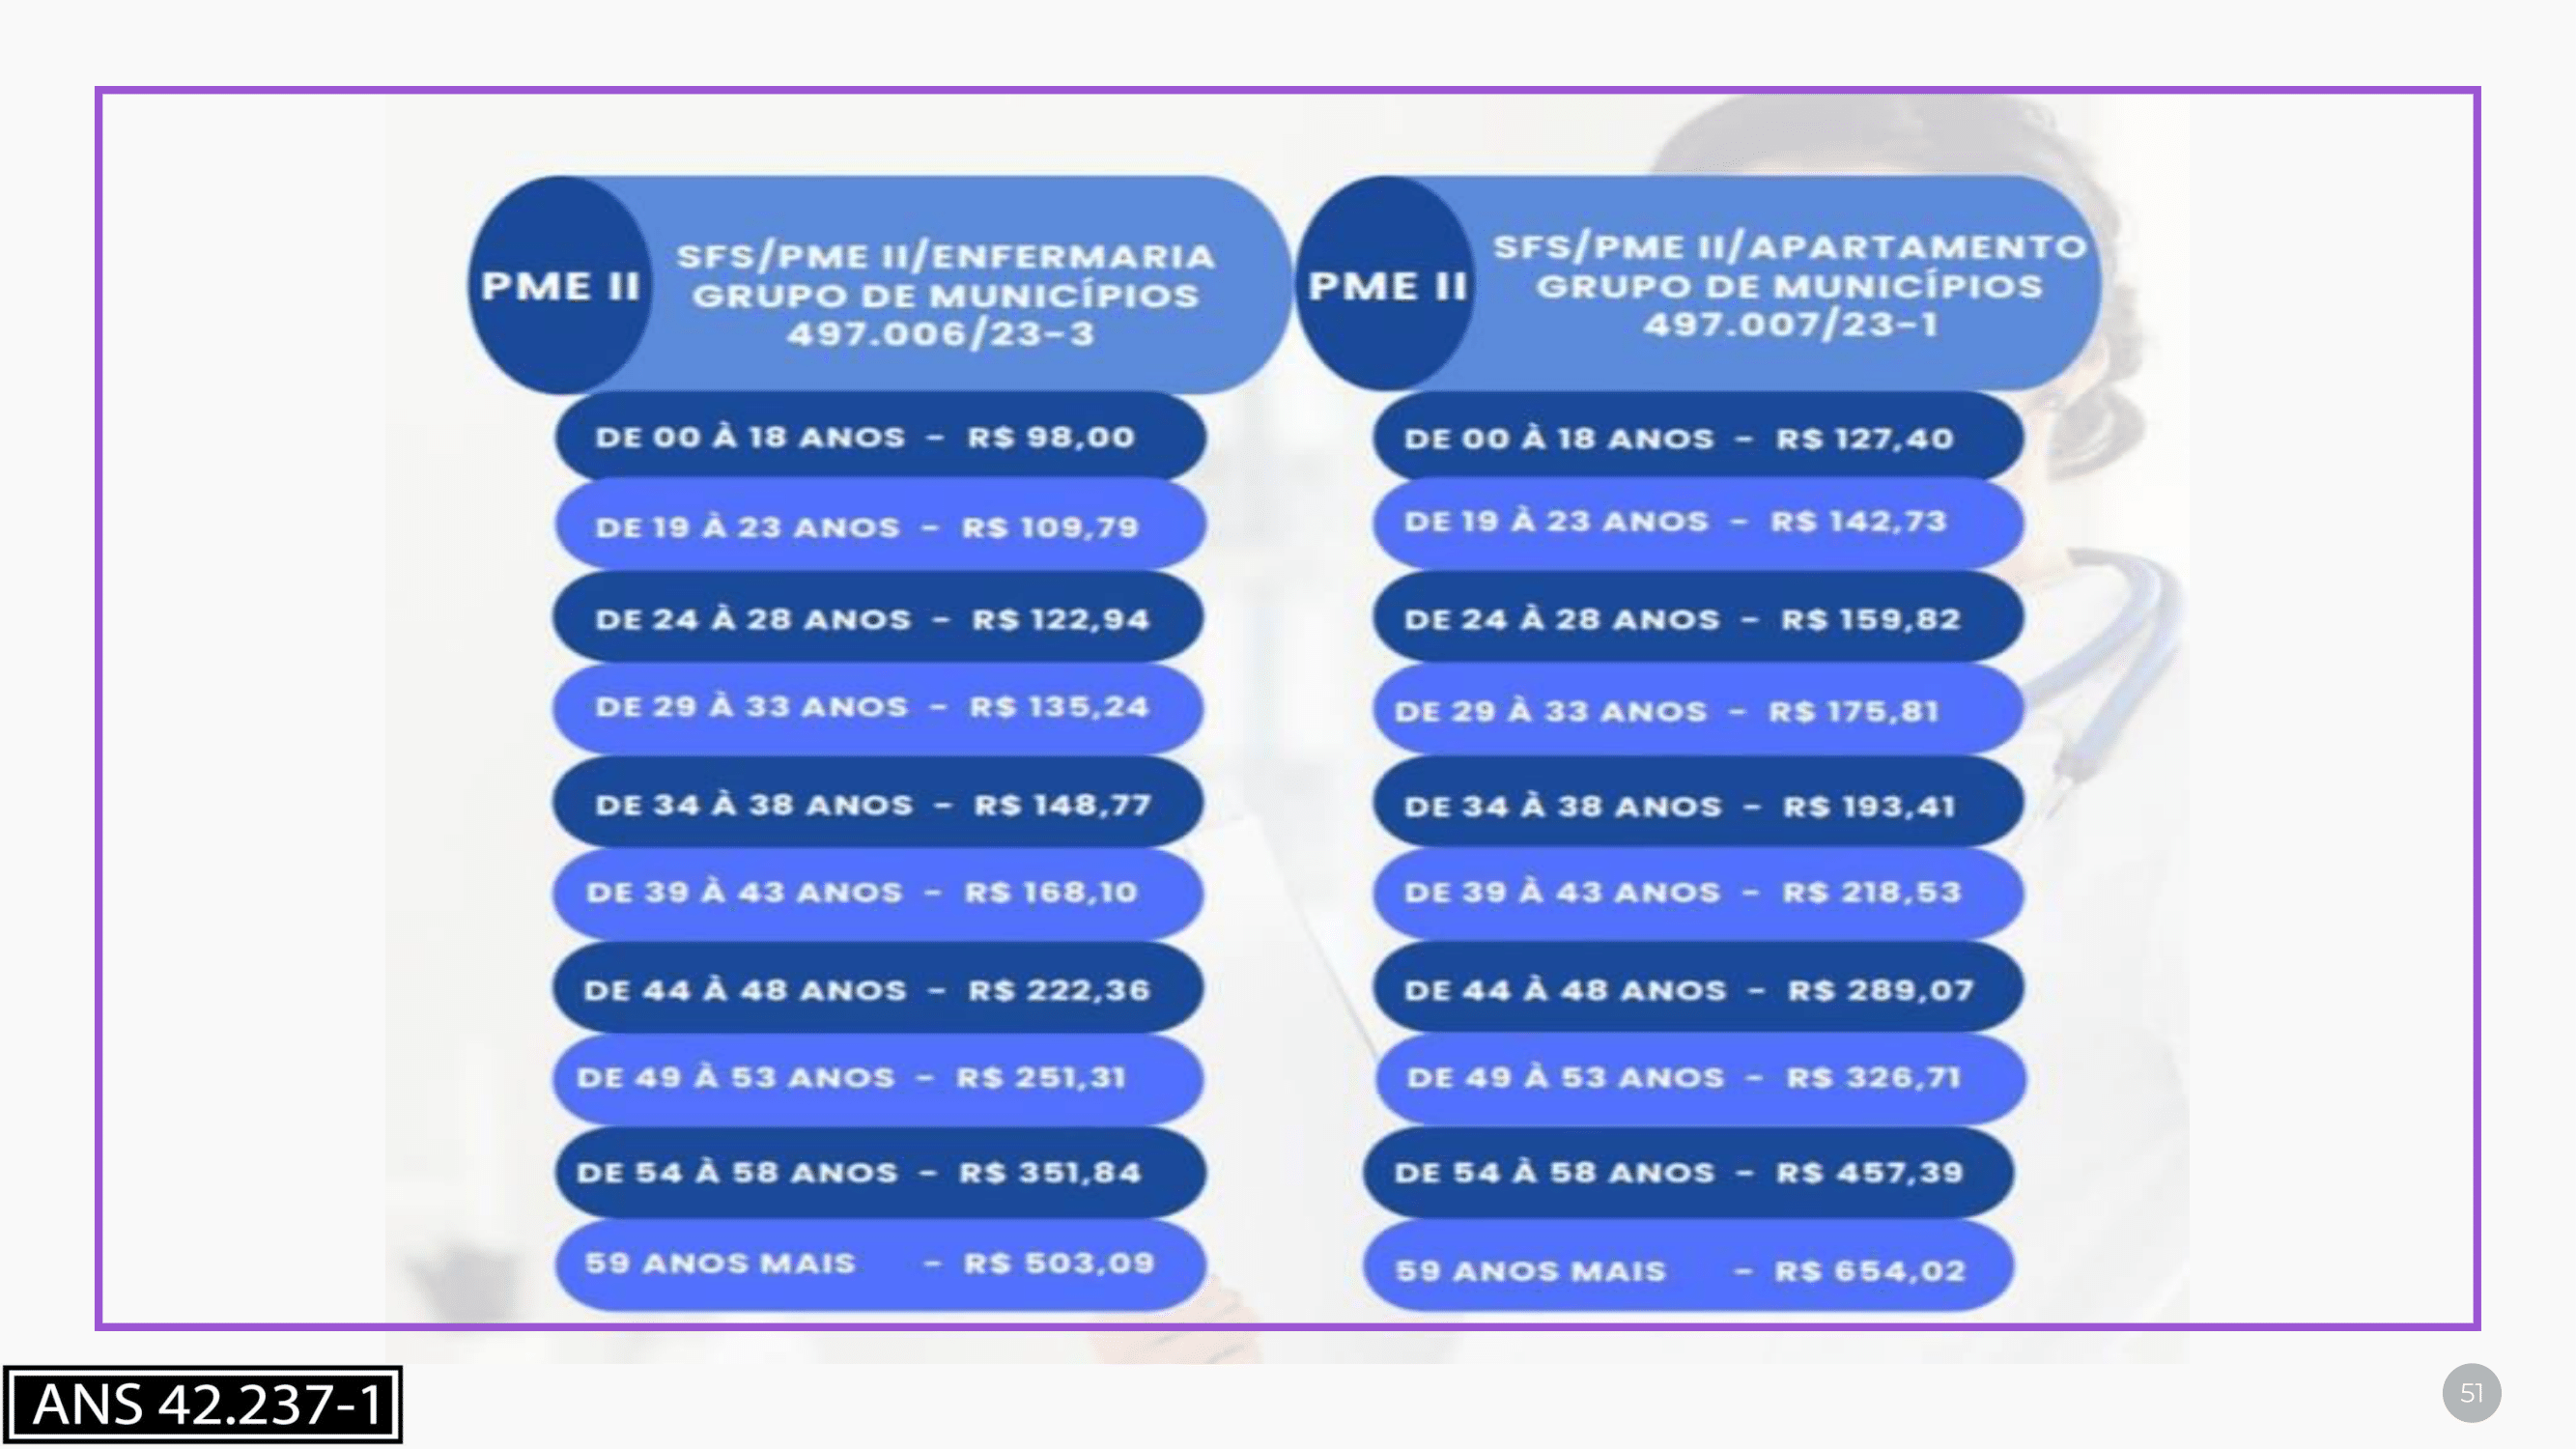 PME II
SFS/PME II/ENFERMARIA
GRUPO DE MUNICÍPIOS
497.006/23-3
DE 00 À 18 ANOS - R$ 98,00
DE 19 À 23 ANOS - R$ 109,79
DE 24 À 28 ANOS - R$ 122,94
DE 29 À 33 ANOS - R$ 135,24
DE 34 À 38 ANOS - R$ 148,77
DE 39 À 43 ANOS - R$ 168,10
DE 44 À 48 ANOS - R$ 222,36
DE 49 À 53 ANOS - R$ 251,31
DE 54 À 58 ANOS - R$ 351,84
59 ANOS MAIS - R$ 503,09
PME II
SFS/PME II/APARTAMENTO
GRUPO DE MUNICÍPIOS
497.007/23-1
DE 00 À 18 ANOS - R$ 127,40
DE 19 À 23 ANOS - R$ 142,73
DE 24 À 28 ANOS - R$ 159,82
DE 29 À 33 ANOS - R$ 175,81
DE 34 À 38 ANOS - R$ 193,41
DE 39 À 43 ANOS - R$ 218,53
DE 44 À 48 ANOS - R$ 289,07
DE 49 À 53 ANOS - R$ 326,71
DE 54 À 58 ANOS - R$ 457,39
59 ANOS MAIS - R$ 654,02
ANS 42.237-1
51